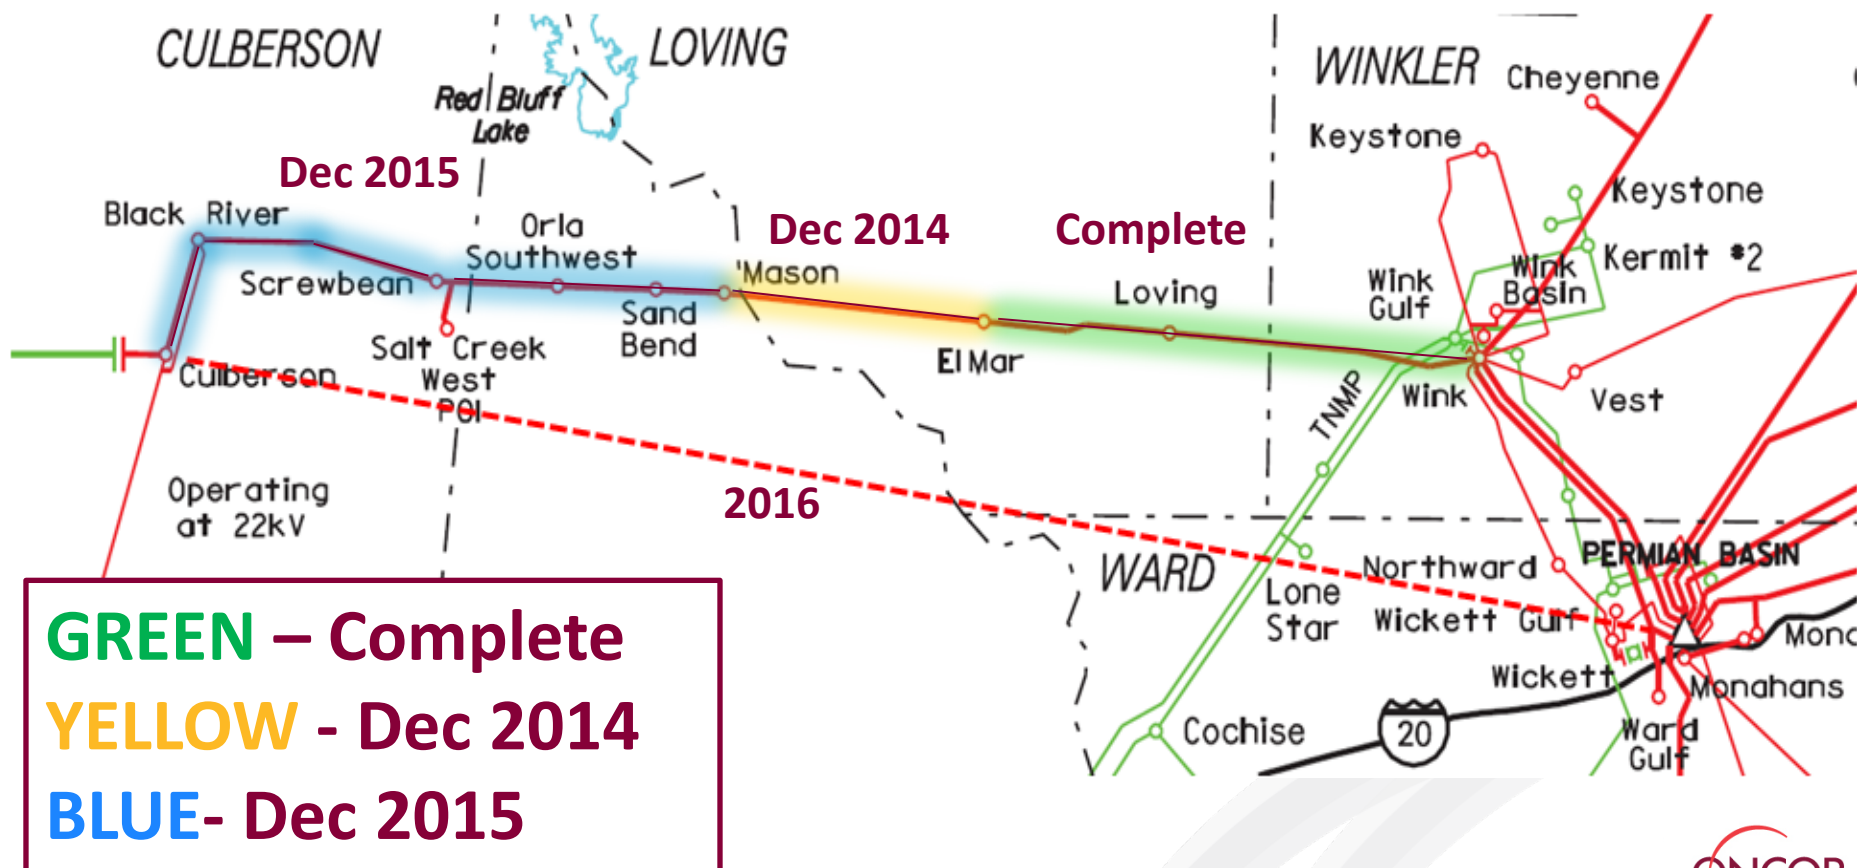 CULBERSON
LOVING
WINKLER
Cheyenne
Red Bluff
Lake
Keystone
Dec 2015
Keystone
Black River
Orla
Southwest
Dec 2014
Complete
Kermit #2
Screwbean
Mason
Loving
Wink
Gulf
Wink
Basin
Sand
Bend
Salt Creek
West
POI
El Mar
Culberson
TNMP
Wink
Vest
Operating
at 22kV
2016
WARD
Northward
PERMIAN BASIN
Lone
Star
Wickett Gulf
Wickett
Monahans
Cochise
20
Ward
Gulf
GREEN – Complete
YELLOW - Dec 2014
BLUE- Dec 2015
ONCOR